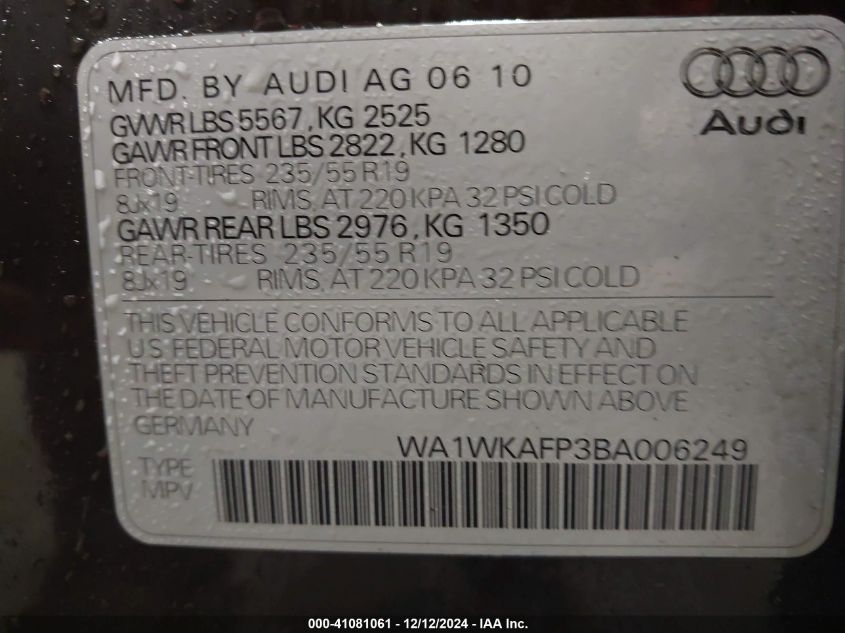 MFD. BY AUDI AG 06 10
GVWR LBS 5567, KG 2525
GAWR FRONT LBS 2822, KG 1280
FRONT-TIRES 235/55 R19
8Jx19 RIMS, AT 220 KPA 32 PSI COLD
GAWR REAR LBS 2976, KG 1350
REAR-TIRES 235/55 R19
8Jx19 RIMS, AT 220 KPA 32 PSI COLD
Audi
THIS VEHICLE CONFORMS TO ALL APPLICABLE
U.S. FEDERAL MOTOR VEHICLE SAFETY AND
THEFT PREVENTION STANDARDS IN EFFECT ON
THE DATE OF MANUFACTURE SHOWN ABOVE
GERMANY
WA1WKAFP3BA006249
TYPE
MPV
000-41081061 - 12/12/2024 - IAA Inc.